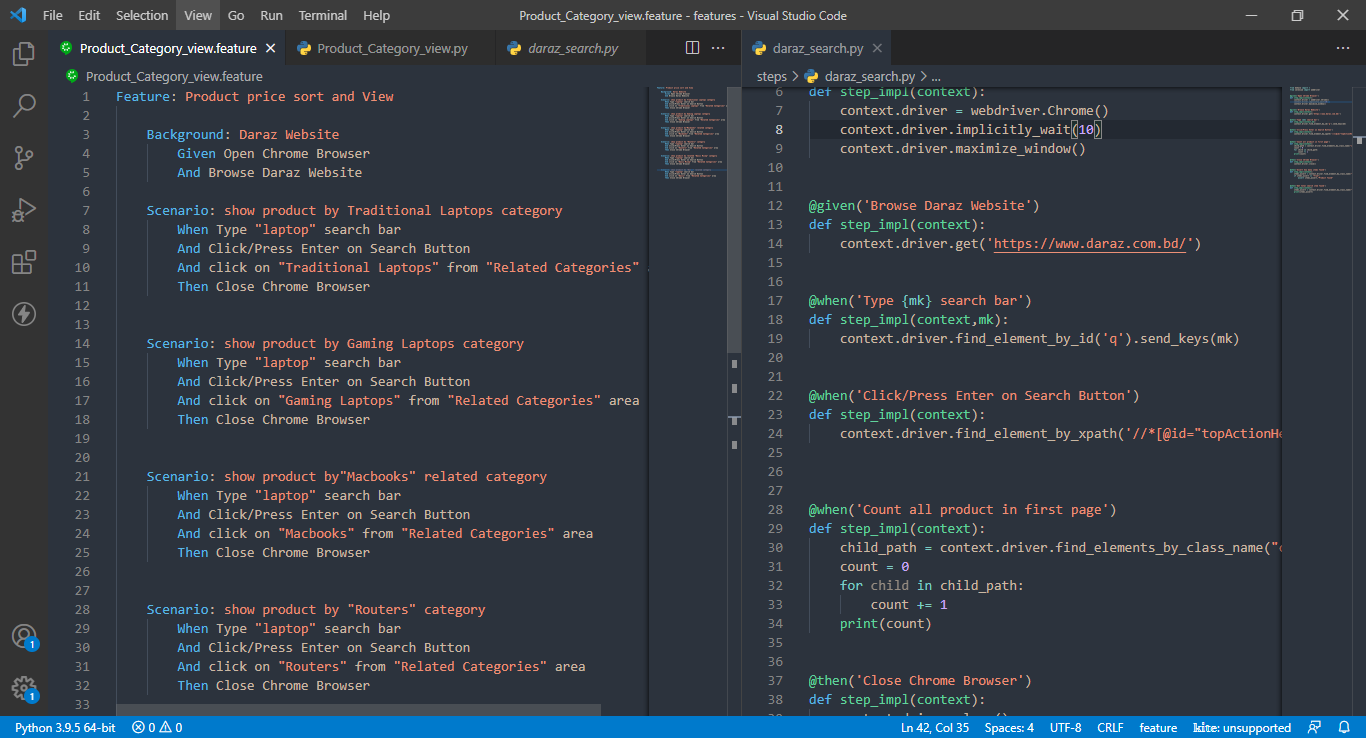 File Edit Selection View Go Run Terminal Help Product_Category_view.feature - features - Visual Studio Code
Product_Category_view.feature Product_Category_view.py daraz_search.py
Product_Category_view.feature
1 Feature: Product price sort and View
2
3 Background: Daraz Website
4 Given Open Chrome Browser
5 And Browse Daraz Website
6
7 Scenario: show product by Traditional Laptops category
8 When Type "laptop" search bar
9 And Click/Press Enter on Search Button
10 And click on "Traditional Laptops" from "Related Categories"
11 Then Close Chrome Browser
12
13
14 Scenario: show product by Gaming Laptops category
15 When Type "laptop" search bar
16 And Click/Press Enter on Search Button
17 And click on "Gaming Laptops" from "Related Categories" area
18 Then Close Chrome Browser
19
20
21 Scenario: show product by"Macbooks" related category
22 When Type "laptop" search bar
23 And Click/Press Enter on Search Button
24 And click on "Macbooks" from "Related Categories" area
25 Then Close Chrome Browser
26
27
28 Scenario: show product by "Routers" category
29 When Type "laptop" search bar
30 And Click/Press Enter on Search Button
31 And click on "Routers" from "Related Categories" area
32 Then Close Chrome Browser
33
daraz_search.py
steps > daraz_search.py > ...
6 def step_impl(context):
7 context.driver = webdriver.Chrome()
8 context.driver.implicitly_wait(10)
9 context.driver.maximize_window()
10
11
12 @given('Browse Daraz Website')
13 def step_impl(context):
14 context.driver.get('https://www.daraz.com.bd/')
15
16
17 @when('Type {mk} search bar')
18 def step_impl(context,mk):
19 context.driver.find_element_by_id('q').send_keys(mk)
20
21
22 @when('Click/Press Enter on Search Button')
23 def step_impl(context):
24 context.driver.find_element_by_xpath('//*[@id="topActionHe
25
26
27
28 @when('Count all product in first page')
29 def step_impl(context):
30 child_path = context.driver.find_elements_by_class_name("c
31 count = 0
32 for child in child_path:
33 count += 1
34 print(count)
35
36
37 @then('Close Chrome Browser')
38 def step_impl(context):
Python 3.9.5 64-bit 0 0 Ln 42, Col 35 Spaces: 4 UTF-8 CRLF feature kite: unsupported